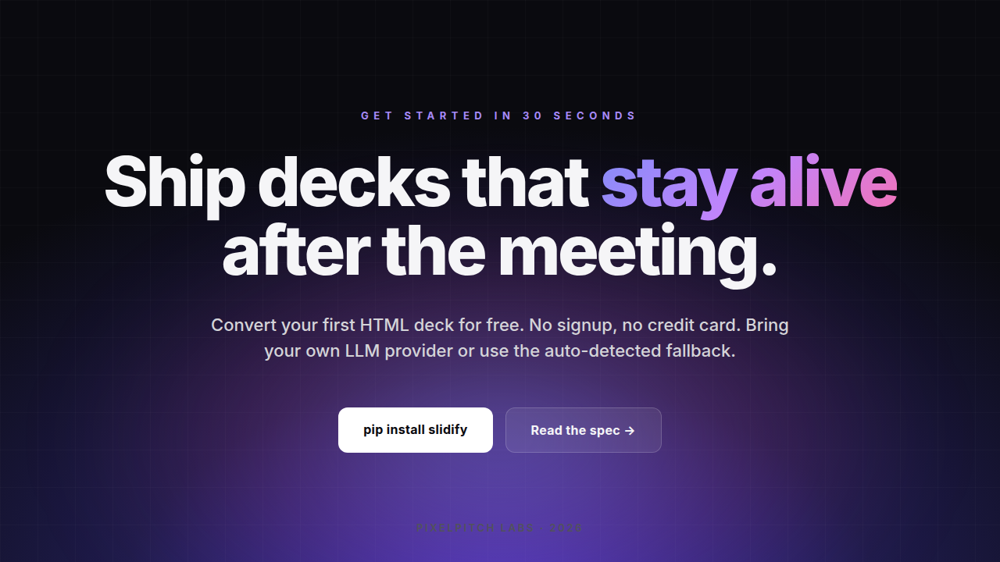 GET STARTED IN 30 SECONDS
Ship decks that stay alive
after the meeting.
Convert your first HTML deck for free. No signup, no credit card. Bring
your own LLM provider or use the auto-detected fallback.
pip install slidify
Read the spec →
PIXELPITCH LABS · 2026